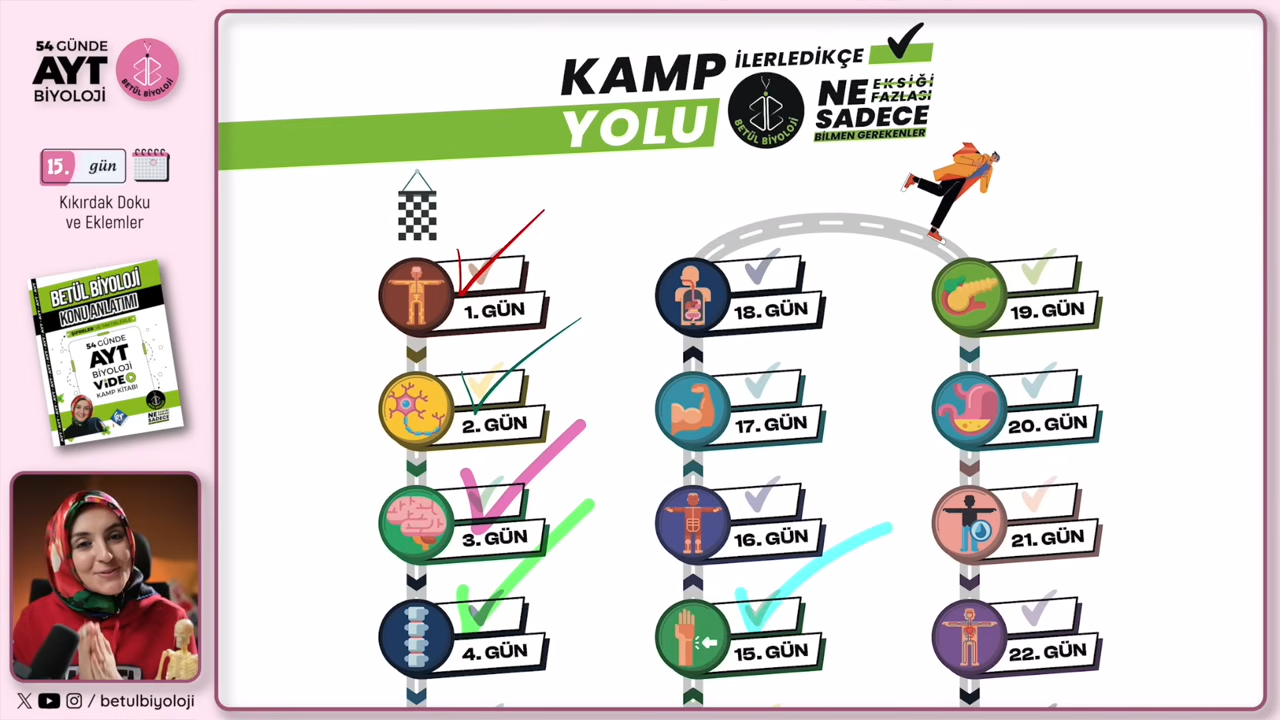 54 GÜNDE
AYT
BİYOLOJİ
BETÜL BİYOLOJİ
15. gün
Kıkırdak Doku
ve Eklemler
BETÜL BİYOLOJİ
KONU ANLATIMI
54 GÜNDE
AYT
BİYOLOJİ
VİDEO
KAMP KİTABI
NE
SADECE
/ betulbiyoloji
KAMP
YOLU
İLERLEDİKÇE
BETÜL BİYOLOJİ
NE EKSİĞİ
FAZLASI
SADECE
BİLMEN GEREKENLER
1. GÜN
18. GÜN
19. GÜN
2. GÜN
17. GÜN
20. GÜN
3. GÜN
16. GÜN
21. GÜN
4. GÜN
15. GÜN
22. GÜN